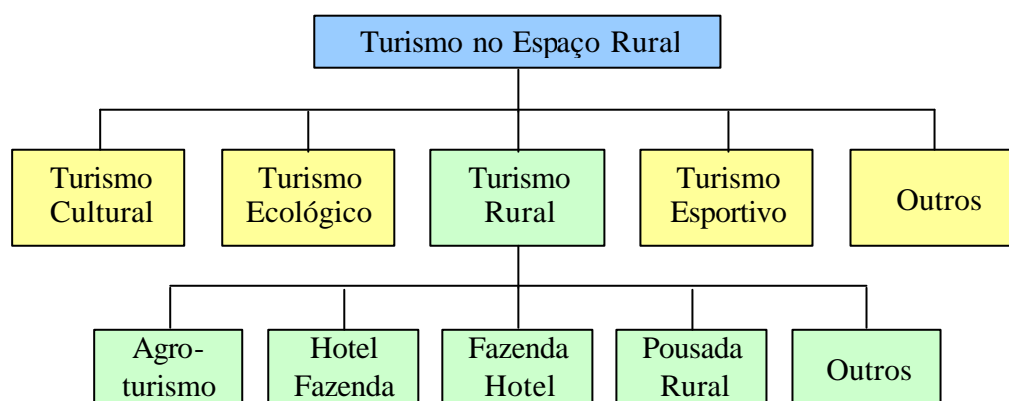 Turismo no Espaço Rural
Turismo
Cultural
Turismo
Ecológico
Turismo
Rural
Turismo
Esportivo
Outros
Agro-
turismo
Hotel
Fazenda
Fazenda
Hotel
Pousada
Rural
Outros